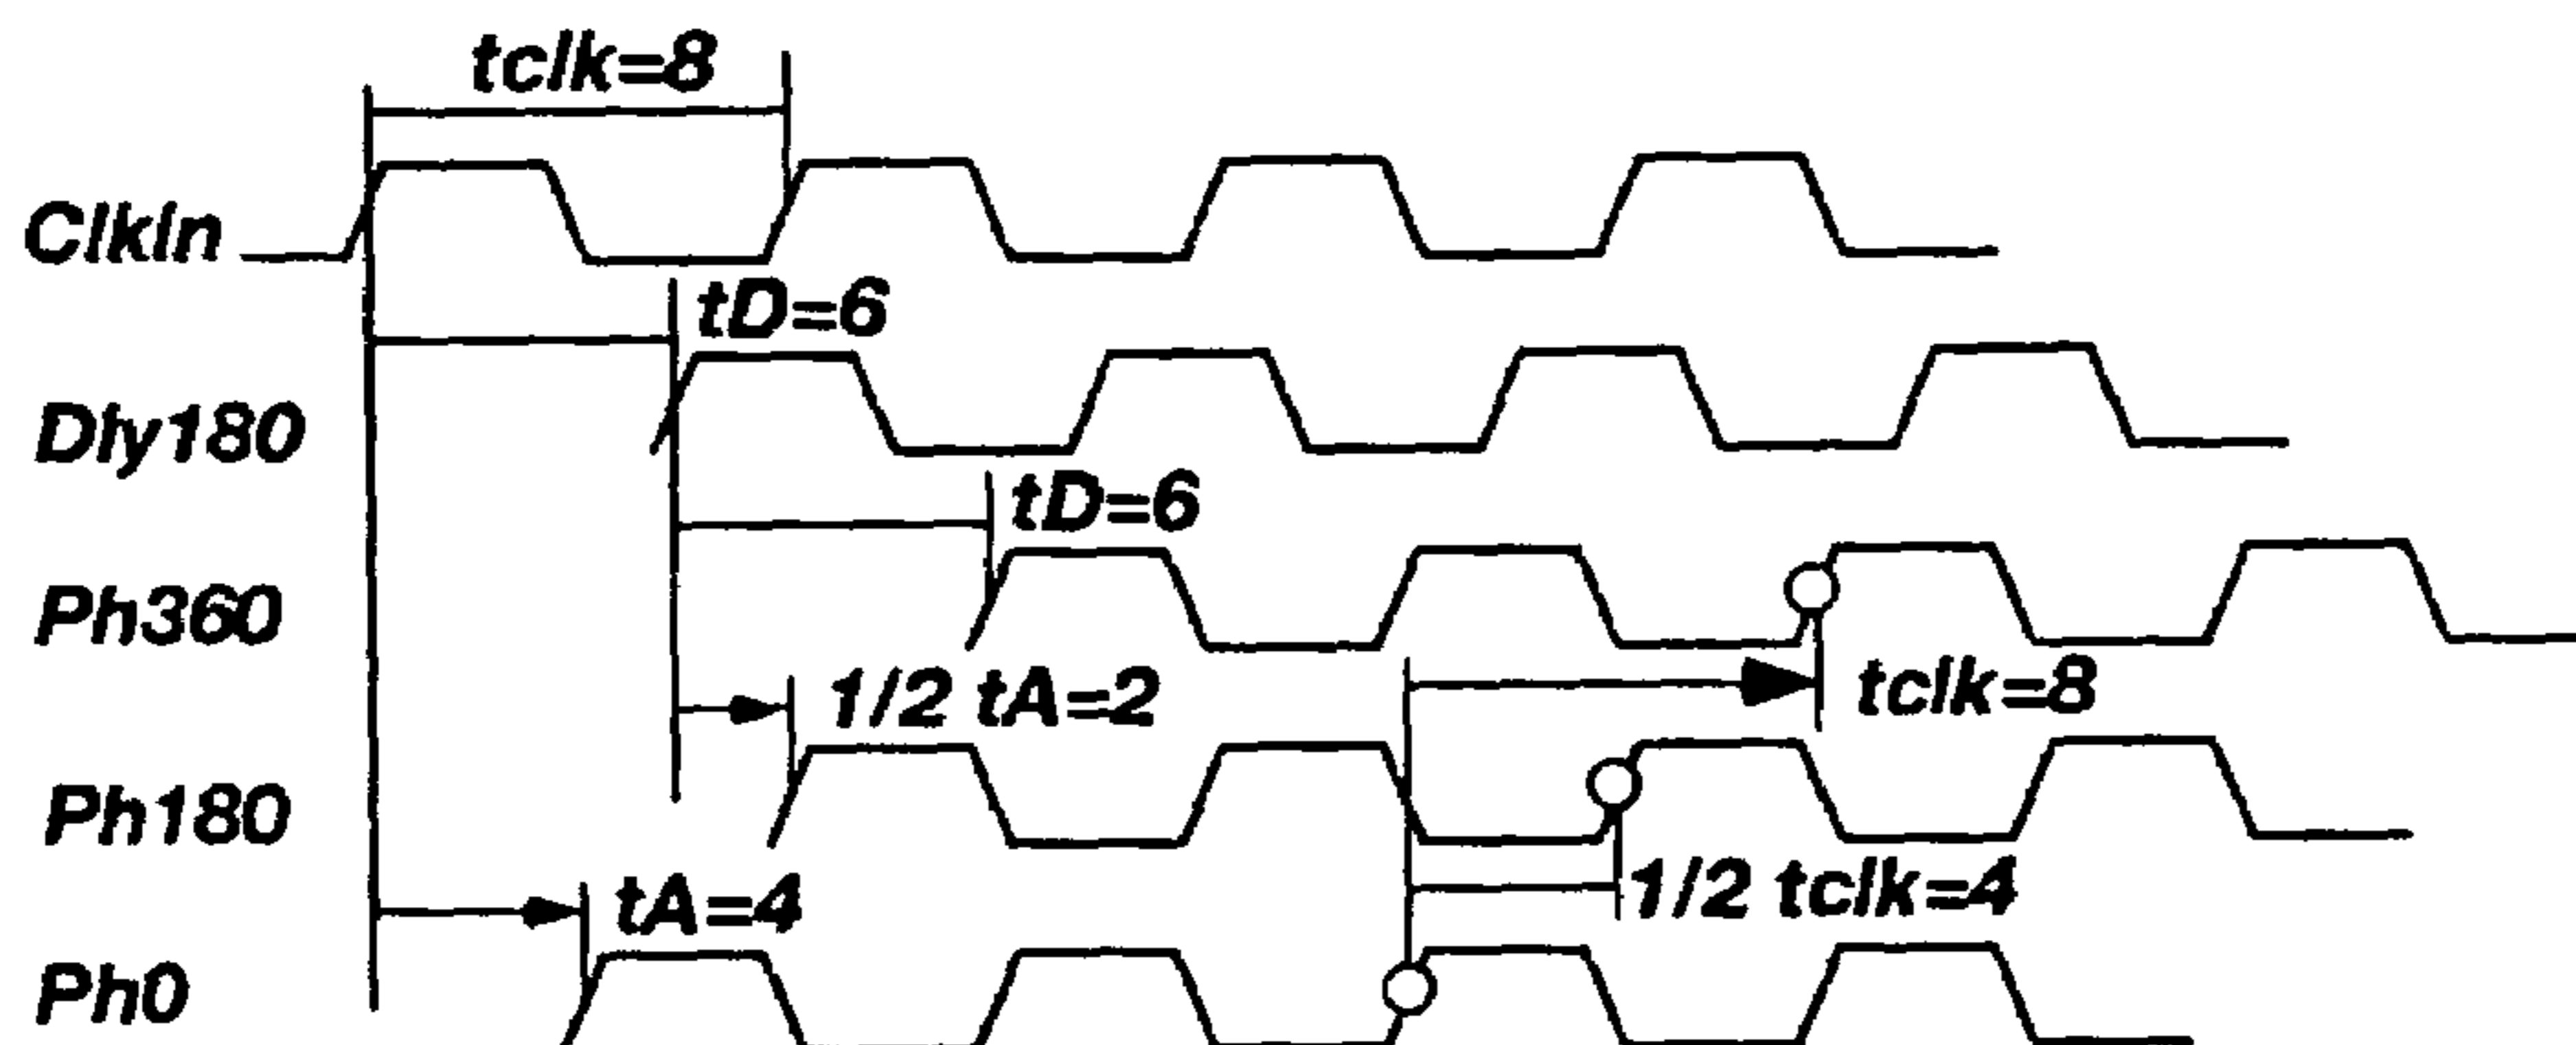 tclk=8
ClkIn
tD=6
Dly180
tD=6
Ph360
1/2 tA=2
tclk=8
Ph180
1/2 tclk=4
tA=4
Ph0